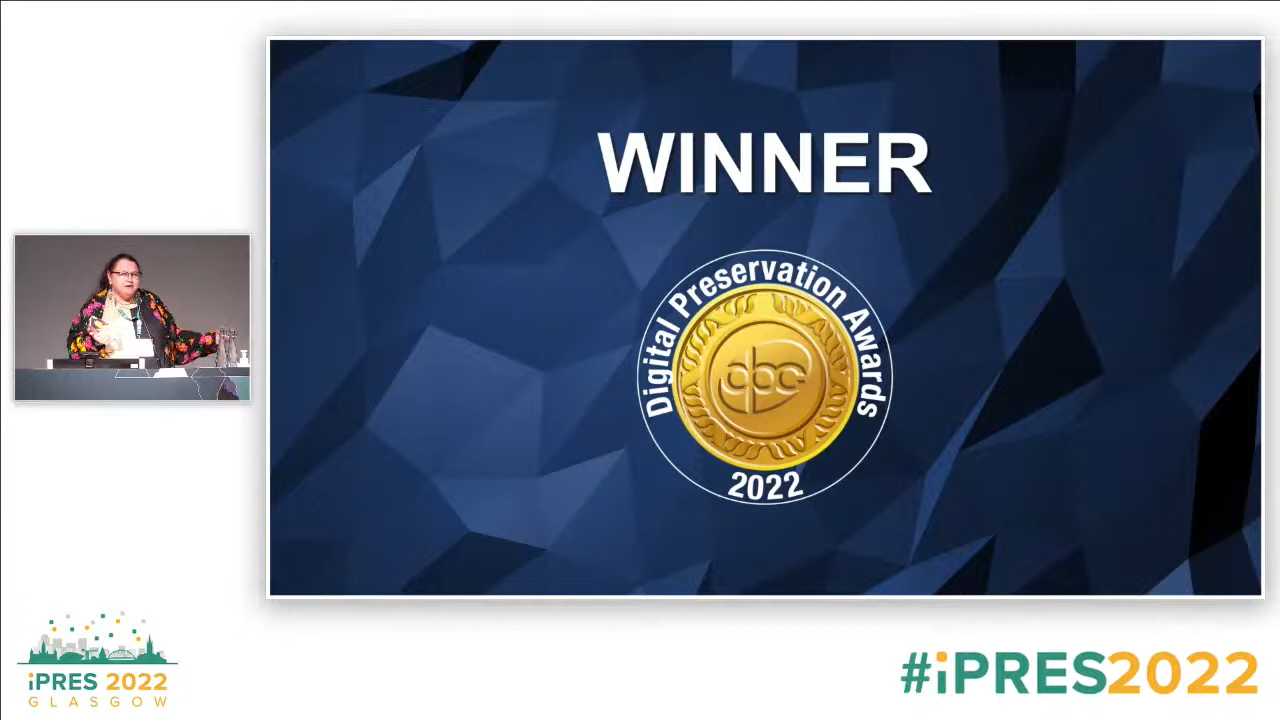 WINNER
Digital Preservation Awards
dpc
2022
iPRES 2022
GLASGOW
#iPRES2022